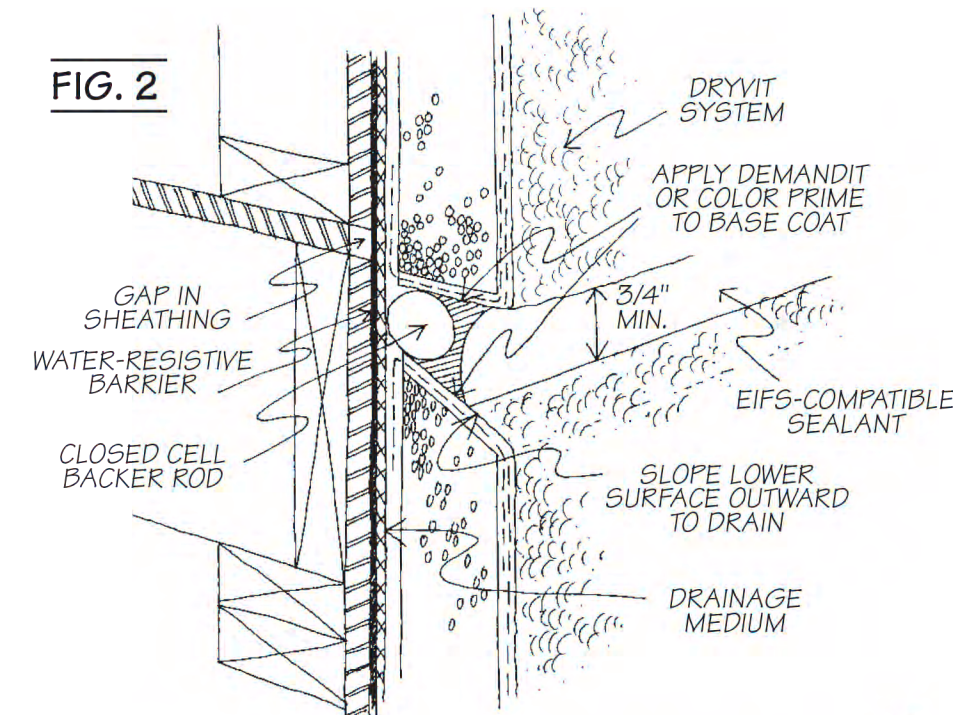 FIG. 2
DRYVIT
SYSTEM
APPLY DEMANDIT
OR COLOR PRIME
TO BASE COAT
GAP IN
SHEATHING
3/4"
MIN.
WATER-RESISTIVE
BARRIER
EIFS-COMPATIBLE
SEALANT
CLOSED CELL
BACKER ROD
SLOPE LOWER
SURFACE OUTWARD
TO DRAIN
DRAINAGE
MEDIUM